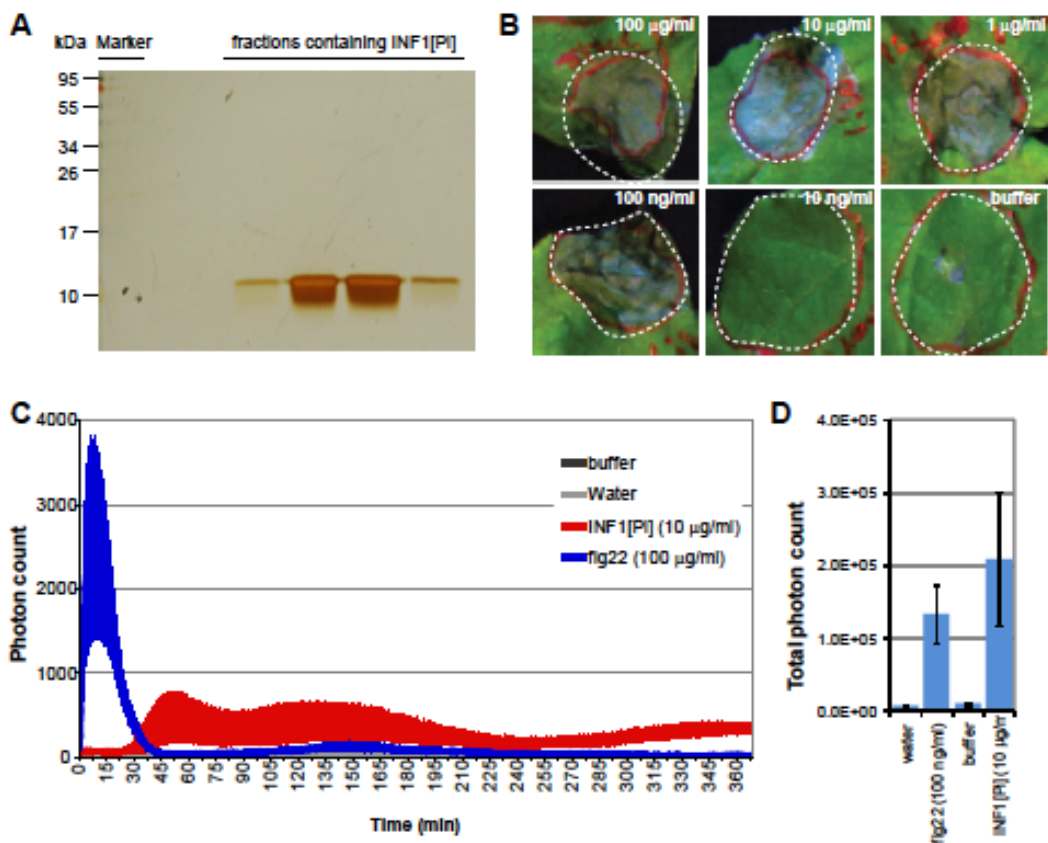 A
kDa Marker
fractions containing INF1[PI]
95
55
34
26
17
10
B
100 µg/ml
10 µg/ml
1 µg/ml
100 ng/ml
10 ng/ml
buffer
C
Photon count
4000
3000
2000
1000
0
buffer
Water
INF1[PI] (10 µg/ml)
flg22 (100 µg/ml)
0 15 30 45 60 75 90 105 120 135 150 165 180 195 210 225 240 255 270 285 300 315 330 345 360
Time (min)
D
Total photon count
4.0E+05
3.0E+05
2.0E+05
1.0E+05
0.0E+00
water
flg22 (100 ng/ml)
buffer
INF1[PI] (10 µg/m